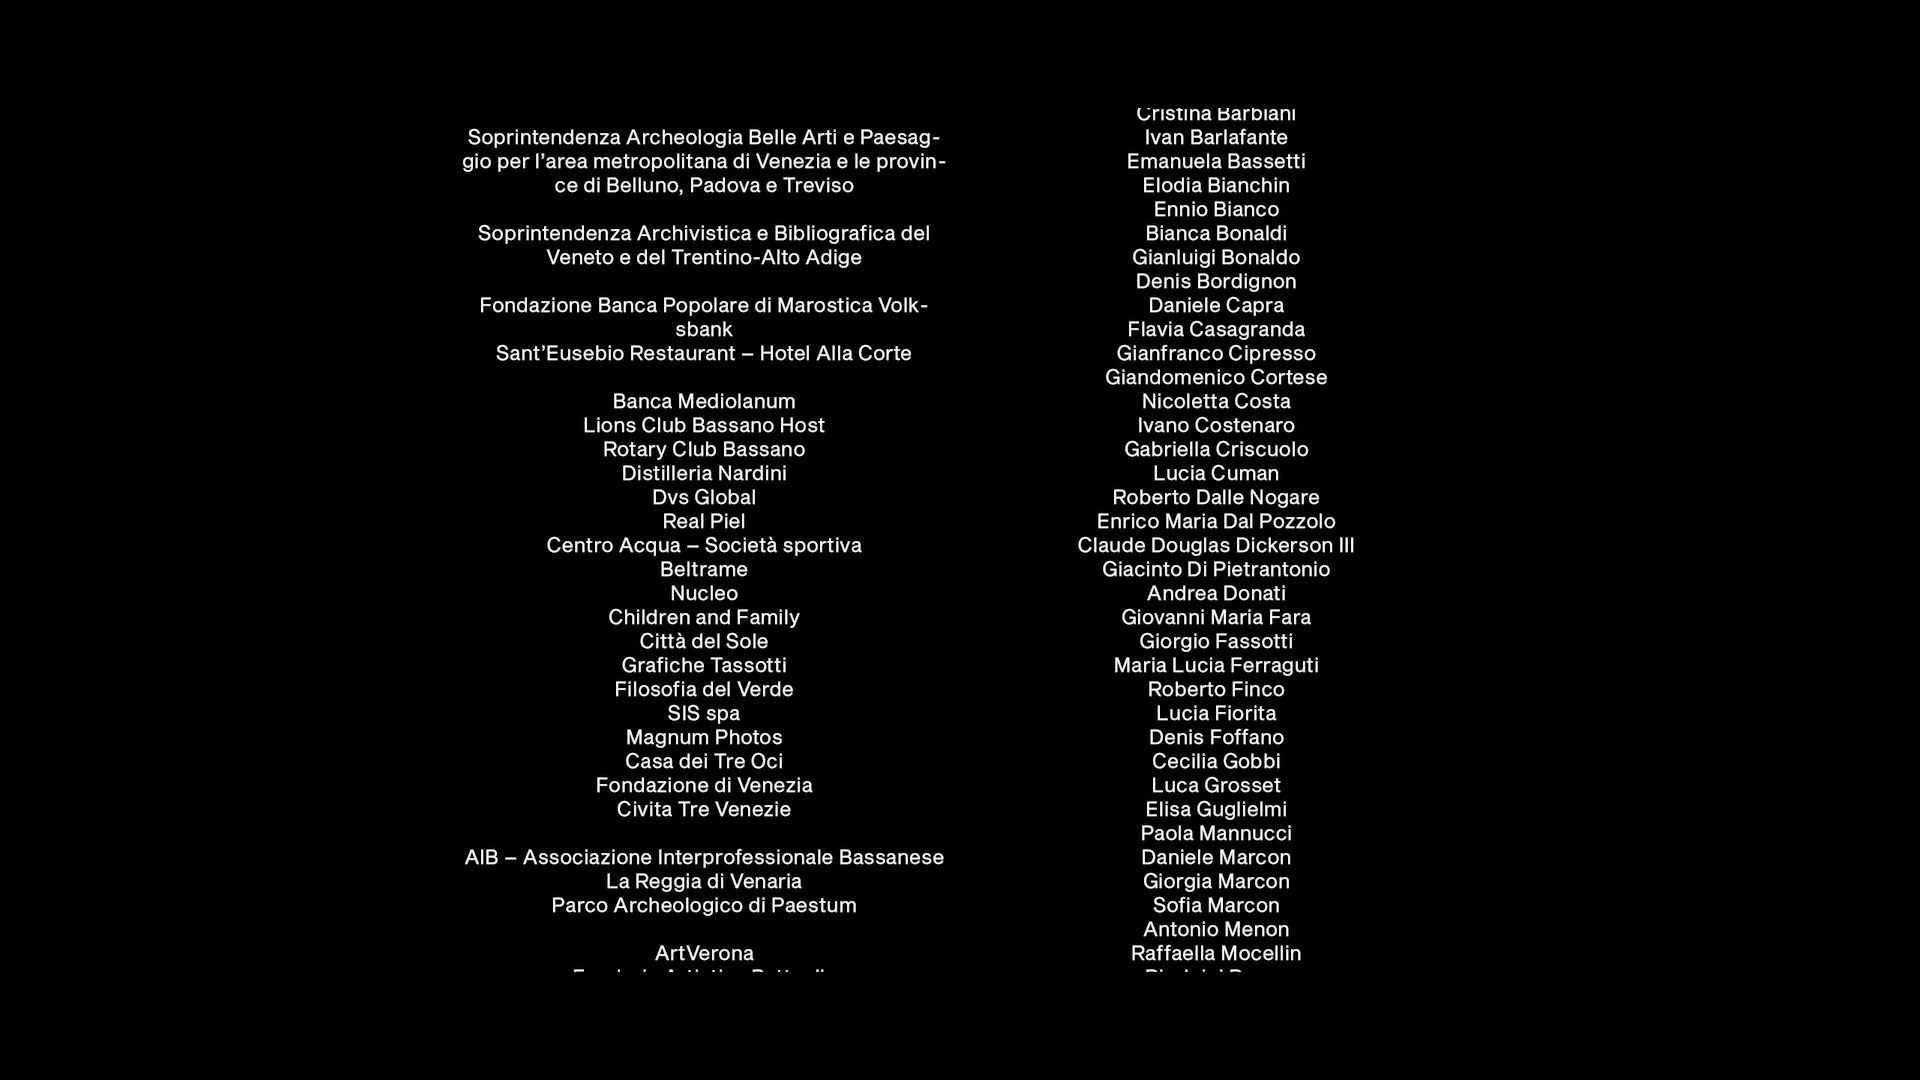 Soprintendenza Archeologia Belle Arti e Paesag-
gio per l’area metropolitana di Venezia e le provin-
ce di Belluno, Padova e Treviso
Soprintendenza Archivistica e Bibliografica del
Veneto e del Trentino-Alto Adige
Fondazione Banca Popolare di Marostica Volk-
sbank
Sant’Eusebio Restaurant – Hotel Alla Corte
Banca Mediolanum
Lions Club Bassano Host
Rotary Club Bassano
Distilleria Nardini
Dvs Global
Real Piel
Centro Acqua – Società sportiva
Beltrame
Nucleo
Children and Family
Città del Sole
Grafiche Tassotti
Filosofia del Verde
SIS spa
Magnum Photos
Casa dei Tre Oci
Fondazione di Venezia
Civita Tre Venezie
AIB – Associazione Interprofessionale Bassanese
La Reggia di Venaria
Parco Archeologico di Paestum
ArtVerona
Cristina Barbiani
Ivan Barlafante
Emanuela Bassetti
Elodia Bianchin
Ennio Bianco
Bianca Bonaldi
Gianluigi Bonaldo
Denis Bordignon
Daniele Capra
Flavia Casagranda
Gianfranco Cipresso
Giandomenico Cortese
Nicoletta Costa
Ivano Costenaro
Gabriella Criscuolo
Lucia Cuman
Roberto Dalle Nogare
Enrico Maria Dal Pozzolo
Claude Douglas Dickerson III
Giacinto Di Pietrantonio
Andrea Donati
Giovanni Maria Fara
Giorgio Fassotti
Maria Lucia Ferraguti
Roberto Finco
Lucia Fiorita
Denis Foffano
Cecilia Gobbi
Luca Grosset
Elisa Guglielmi
Paola Mannucci
Daniele Marcon
Giorgia Marcon
Sofia Marcon
Antonio Menon
Raffaella Mocellin